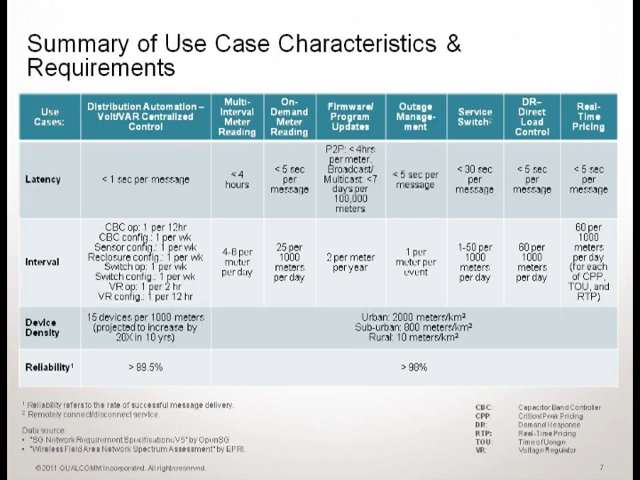 Summary of Use Case Characteristics &
Requirements
Use Cases:
Distribution Automation – Volt/VAR Centralized Control
Multi-Interval Meter Reading
On-Demand Meter Reading
Firmware/Program Updates
Outage Manage-ment
Service Switch²
DR–Direct Load Control
Real-Time Pricing
Latency
< 1 sec per message
< 4 hours
< 5 sec per message
P2P: < 4hrs per meter.
Broadcast/Multicast: <7 days per 100,000 meters
< 5 sec per message
< 30 sec per message
< 5 sec per message
< 5 sec per message
Interval
CBC op: 1 per 12hr
CBC config.: 1 per wk
Sensor config.: 1 per wk
Reclosure config.: 1 per wk
Switch op: 1 per wk
Switch config.: 1 per wk
VR op: 1 per 2 hr
VR config.: 1 per 12 hr
4-6 per meter per day
25 per 1000 meters per day
2 per meter per year
1 per meter per event
1-50 per 1000 meters per day
60 per 1000 meters per day
60 per 1000 meters per day (for each of CPP, TOU, and RTP)
Device Density
15 devices per 1000 meters
(projected to increase by
20X in 10 yrs)
Urban: 2000 meters/km²
Sub-urban: 800 meters/km²
Rural: 10 meters/km²
Reliability¹
> 99.5%
> 98%
¹ Reliability refers to the rate of successful message delivery.
² Remotely connect/disconnect service.
Data source:
• "SG Network Requirement Specifications V5" by OpenSG
• "Wireless Field Area Network Spectrum Assessment" by EPRI.
CBC: Capacitor Band Controller
CPP: Critical Peak Pricing
DR: Demand Response
RTP: Real-Time Pricing
TOU: Time of Usage
VR: Voltage Regulator
© 2011 QUALCOMM Incorporated. All rights reserved.
7